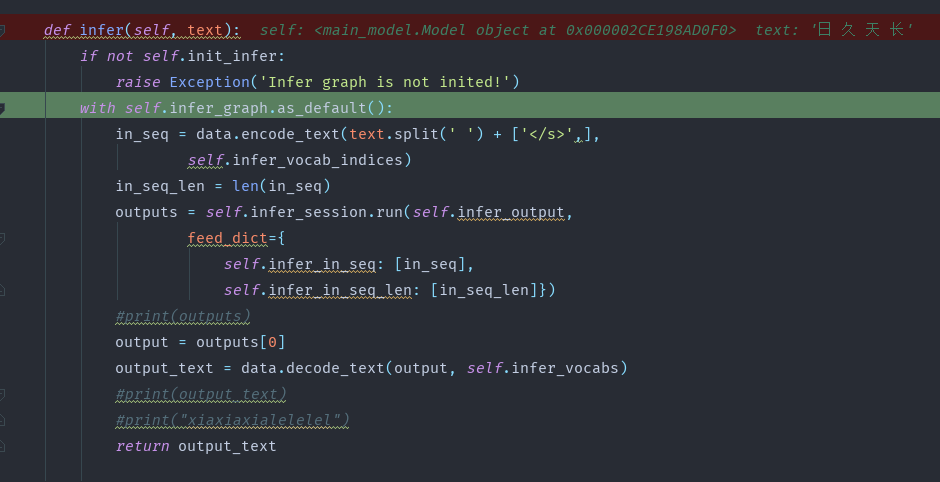 def infer(self, text):  self: <main_model.Model object at 0x000002CE198AD0F0>  text: '日 久 天 长'
    if not self.init_infer:
        raise Exception('Infer graph is not inited!')
    with self.infer_graph.as_default():
        in_seq = data.encode_text(text.split(' ') + ['</s>',],
                self.infer_vocab_indices)
        in_seq_len = len(in_seq)
        outputs = self.infer_session.run(self.infer_output,
                feed_dict={
                    self.infer_in_seq: [in_seq],
                    self.infer_in_seq_len: [in_seq_len]})
        #print(outputs)
        output = outputs[0]
        output_text = data.decode_text(output, self.infer_vocabs)
        #print(output_text)
        #print("xiaxiaxialelelel")
        return output_text